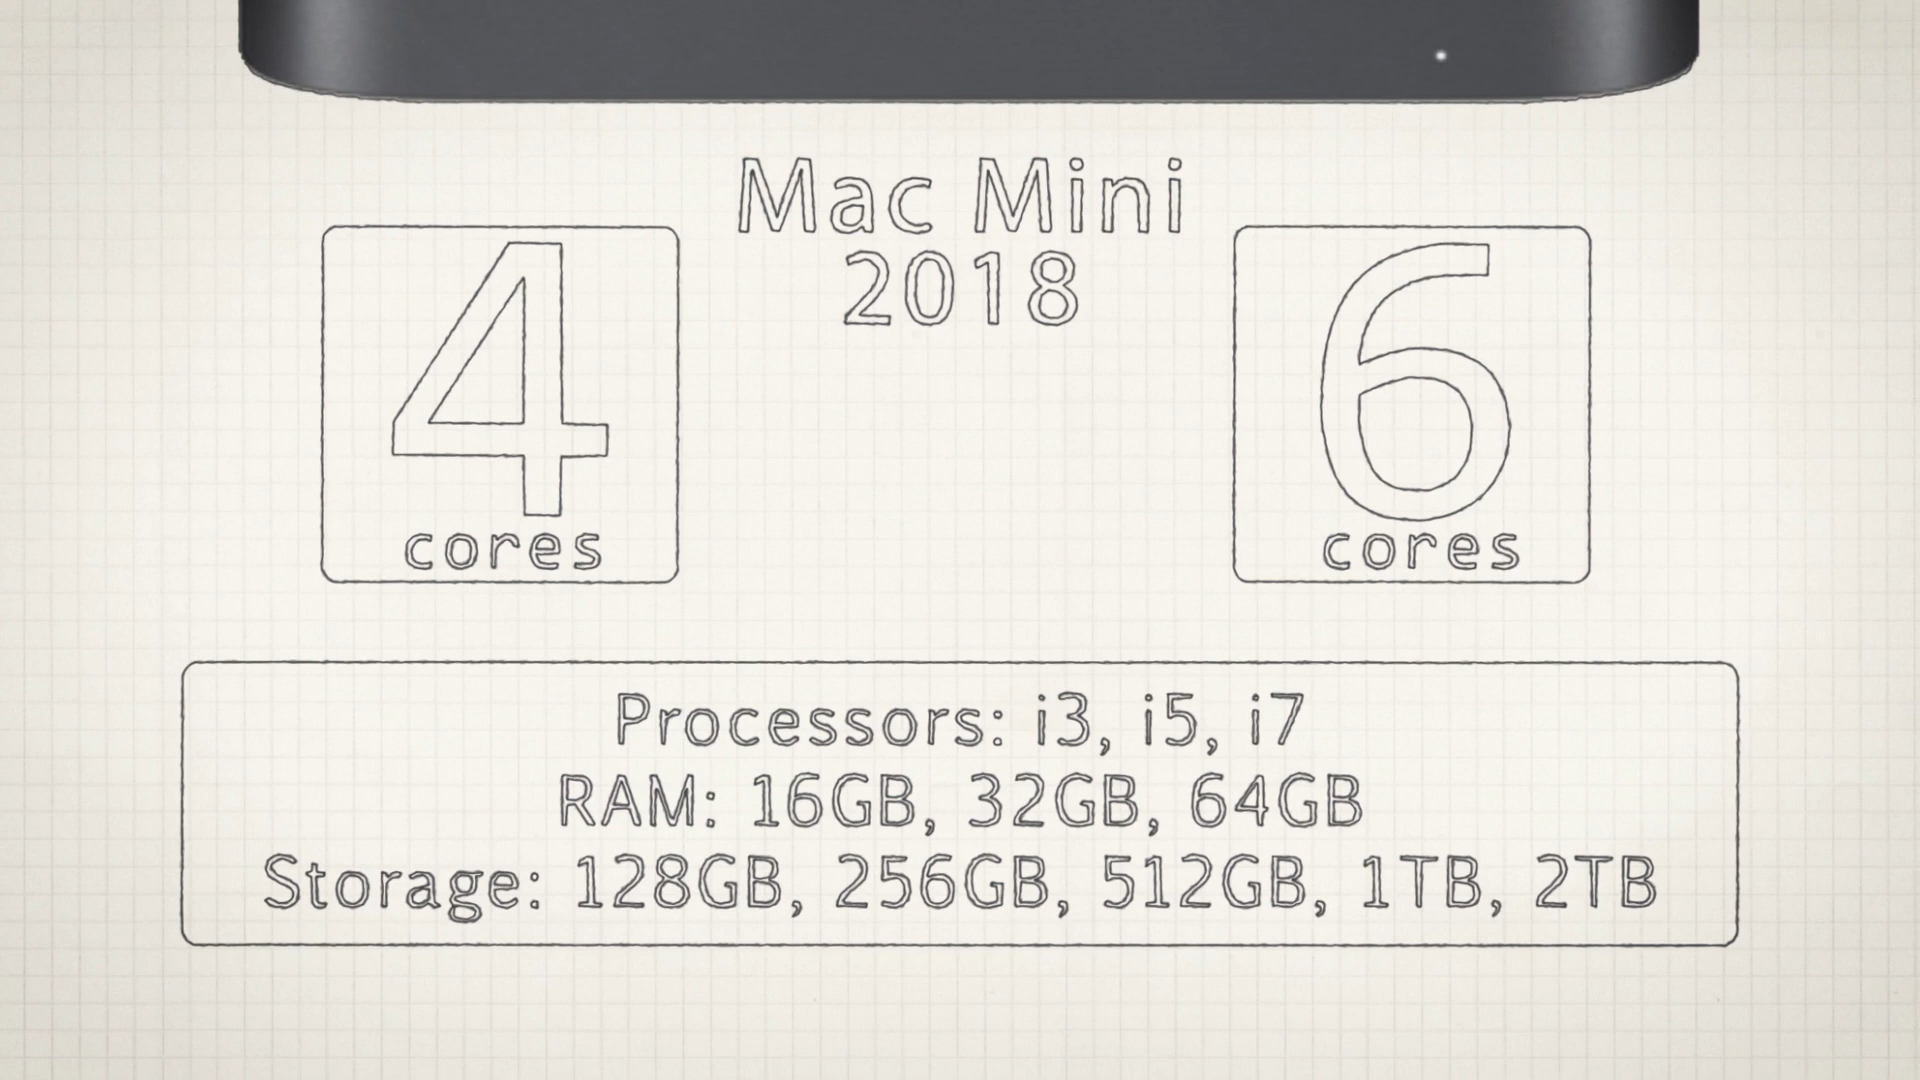 Mac Mini
2018
4
cores
6
cores
Processors: i3, i5, i7
RAM: 16GB, 32GB, 64GB
Storage: 128GB, 256GB, 512GB, 1TB, 2TB